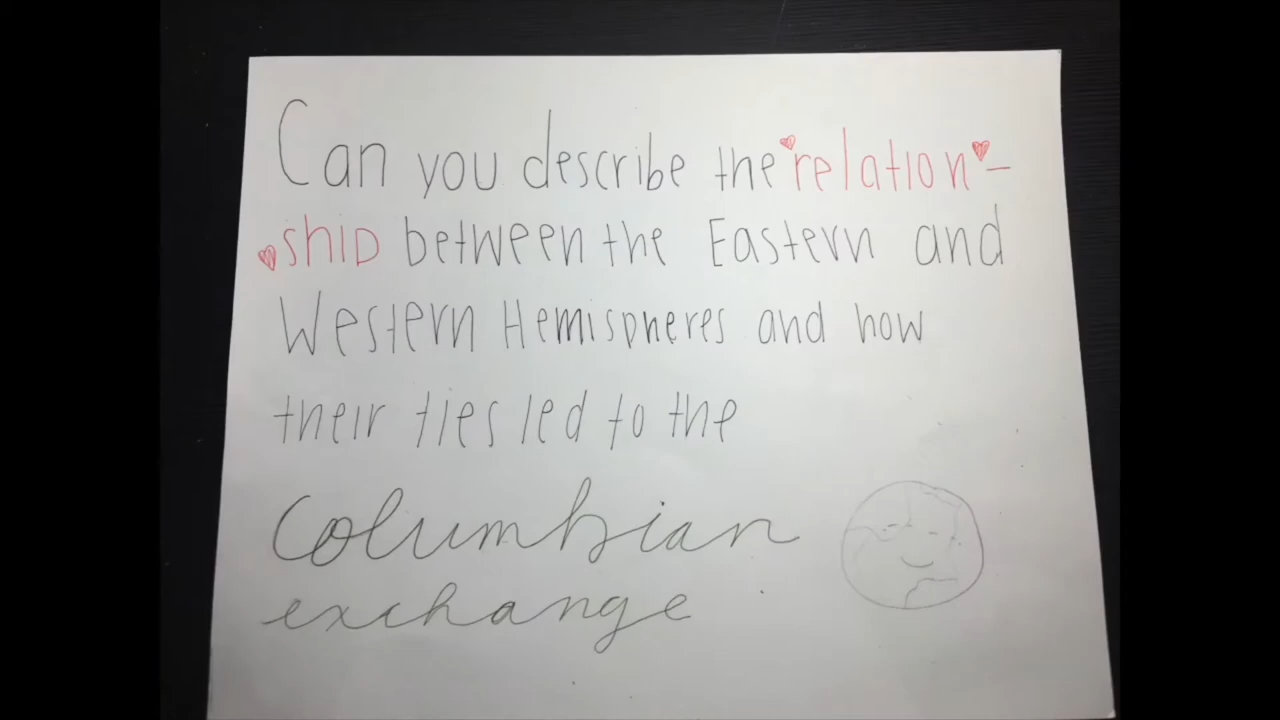 Can you describe the relation-
ship between the Eastern and
Western Hemispheres and how
their ties led to the
Columbian
exchange